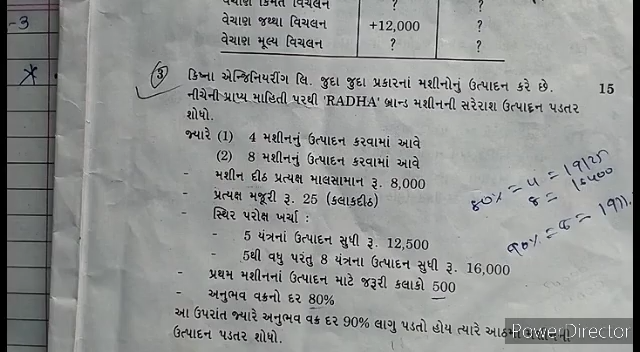 વેચાણ કિંમત વિચલન ? ?
-3 વેચાણ જથ્થા વિચલન +12,000 ?
વેચાણ મૂલ્ય વિચલન ? ?
③ ક્રિષ્ના એન્જિનિયરીંગ લિ. જુદા જુદા પ્રકારનાં મશીનોનું ઉત્પાદન કરે છે. 15
નીચેની પ્રાપ્ય માહિતી પરથી 'RADHA' બ્રાન્ડ મશીનની સરેરાશ ઉત્પાદન પડતર
શોધો.
જ્યારે (1) 4 મશીનનું ઉત્પાદન કરવામાં આવે
(2) 8 મશીનનું ઉત્પાદન કરવામાં આવે
- મશીન દીઠ પ્રત્યક્ષ માલસામાન રૂ. 8,000
- પ્રત્યક્ષ મજૂરી રૂ. 25 (કલાકદીઠ)
- સ્થિર પરોક્ષ ખર્ચા :
- 5 યંત્રનાં ઉત્પાદન સુધી રૂ. 12,500
- 5થી વધુ પરંતુ 8 યંત્રના ઉત્પાદન સુધી રૂ. 16,000
- પ્રથમ મશીનનાં ઉત્પાદન માટે જરૂરી કલાકો 500
- અનુભવ વક્રનો દર 80%
આ ઉપરાંત જ્યારે અનુભવ વક્ર દર 90% લાગુ પડતો હોય ત્યારે
ઉત્પાદન પડતર શોધો.
80% = 4 = 19125
8 =
90% = 8 =
PowerDirector